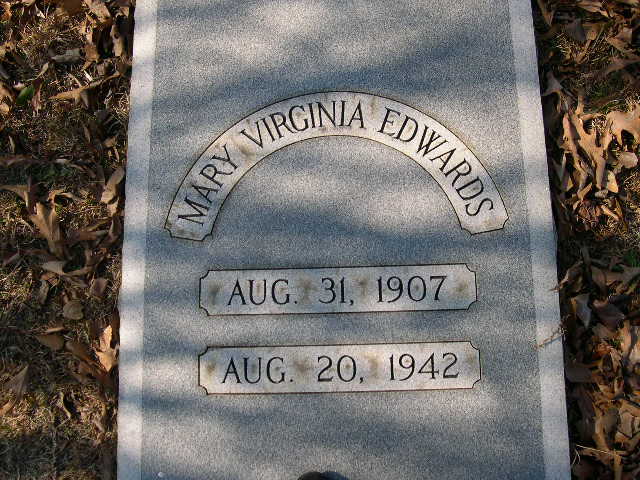 MARY VIRGINIA EDWARDS
AUG. 31, 1907
AUG. 20, 1942